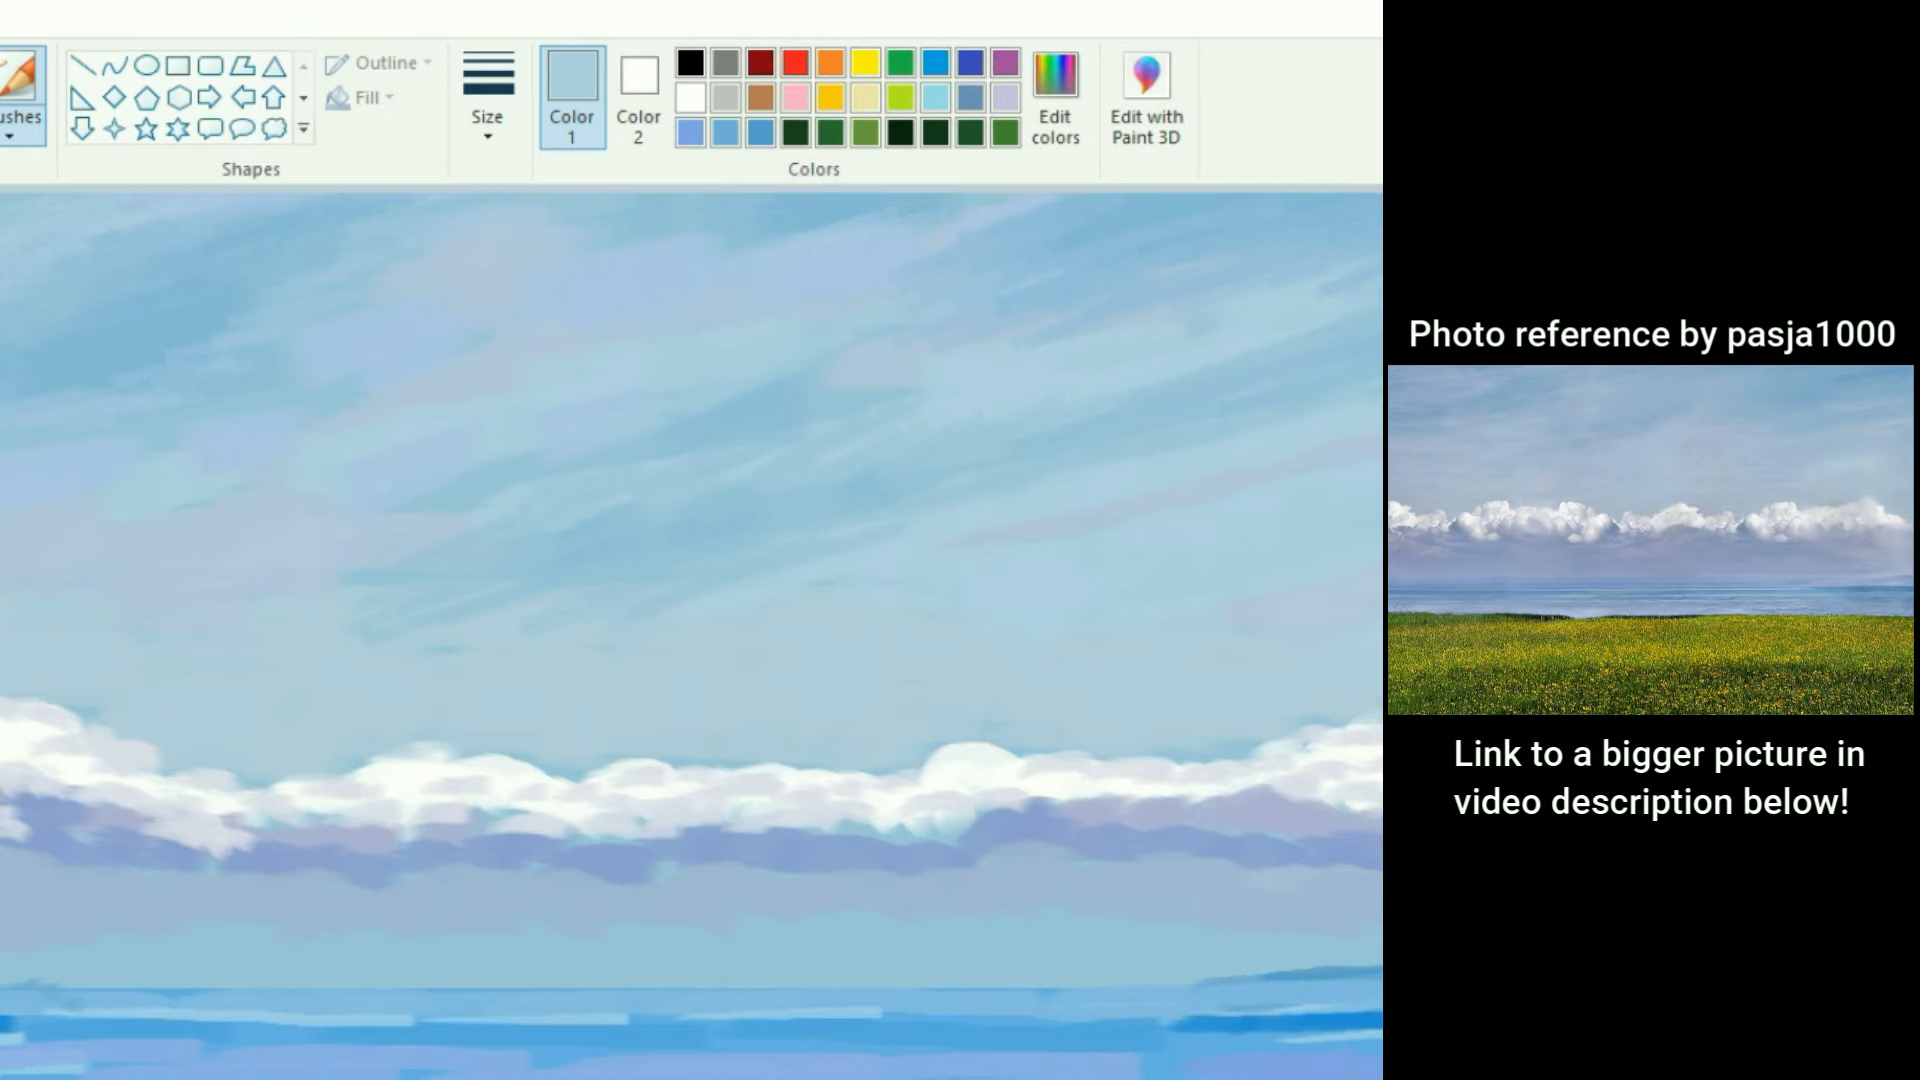 ushes
Outline
Fill
Shapes
Size
Color
1
Color
2
Edit
colors
Colors
Edit with
Paint 3D
Photo reference by pasja1000
Link to a bigger picture in
video description below!